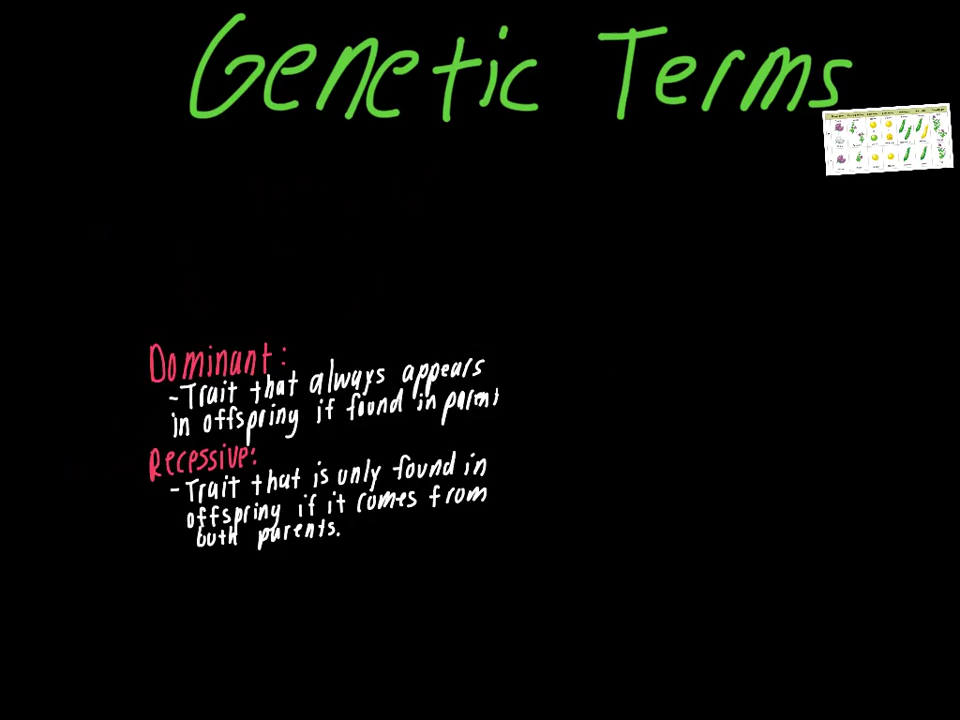 Genetic Terms
Dominant:
-Trait that always appears
in offspring if found in parent
Recessive:
-Trait that is only found in
offspring if it comes from
both parents.